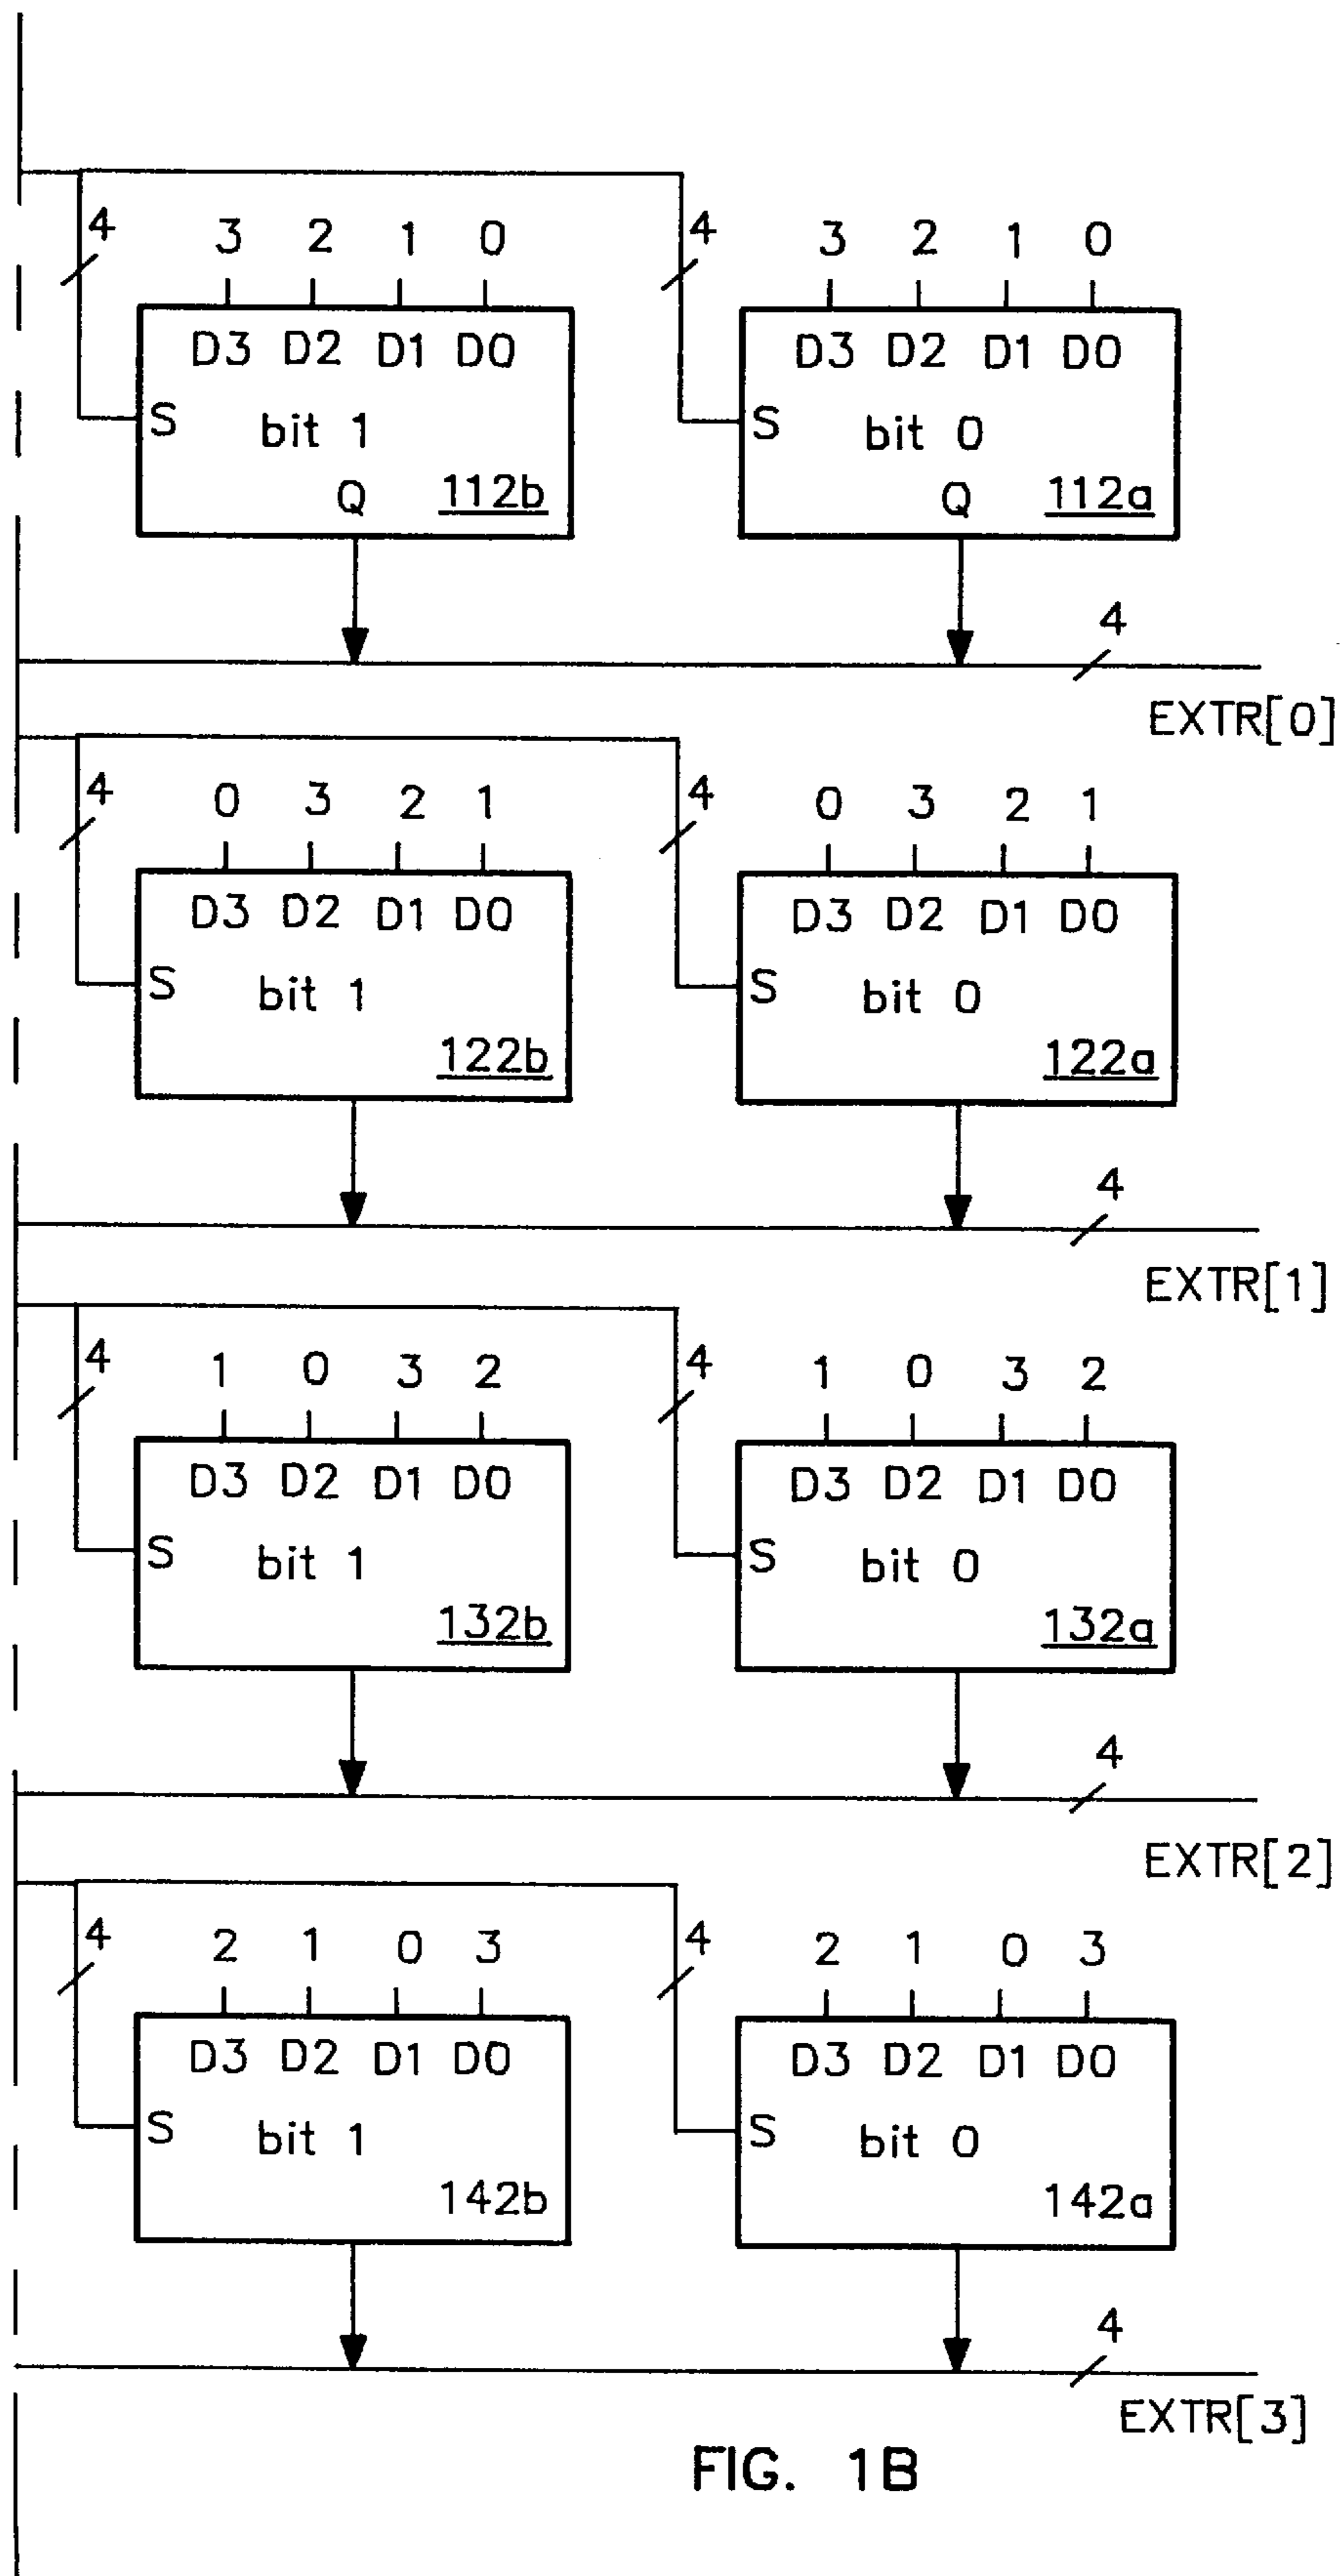 4 3 2 1 0 4 3 2 1 0
D3 D2 D1 D0 D3 D2 D1 D0
S bit 1 S bit 0
Q 112b Q 112a
4
EXTR[0]
4 0 3 2 1 4 0 3 2 1
D3 D2 D1 D0 D3 D2 D1 D0
S bit 1 S bit 0
122b 122a
4
EXTR[1]
4 1 0 3 2 4 1 0 3 2
D3 D2 D1 D0 D3 D2 D1 D0
S bit 1 S bit 0
132b 132a
4
EXTR[2]
4 2 1 0 3 4 2 1 0 3
D3 D2 D1 D0 D3 D2 D1 D0
S bit 1 S bit 0
142b 142a
4
EXTR[3]
FIG. 1B